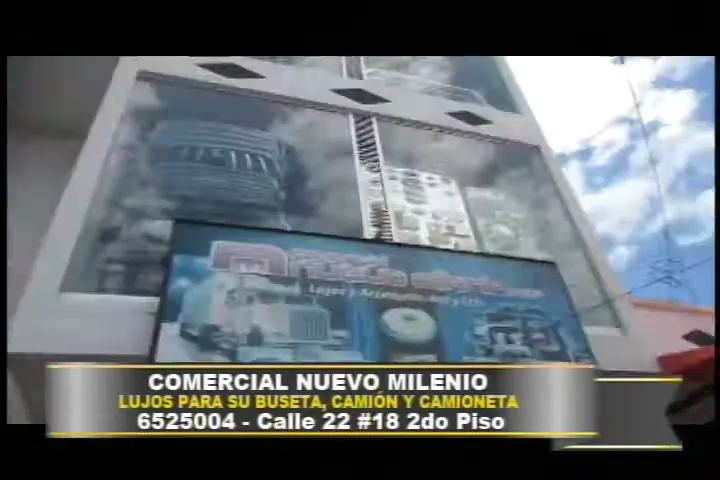 COMERCIAL NUEVO MILENIO
LUJOS PARA SU BUSETA, CAMIÓN Y CAMIONETA
6525004 - Calle 22 #18 2do Piso